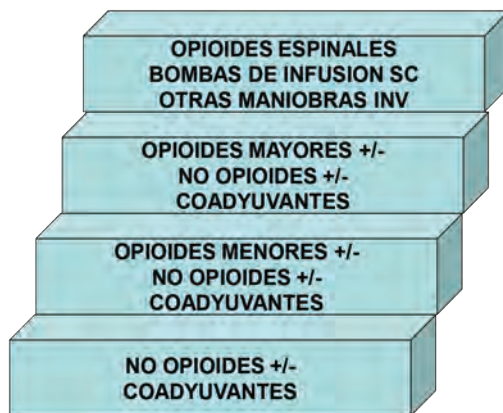 OPIOIDES ESPINALES
BOMBAS DE INFUSION SC
OTRAS MANIOBRAS INV
OPIOIDES MAYORES +/-
NO OPIOIDES +/-
COADYUVANTES
OPIOIDES MENORES +/-
NO OPIOIDES +/-
COADYUVANTES
NO OPIOIDES +/-
COADYUVANTES